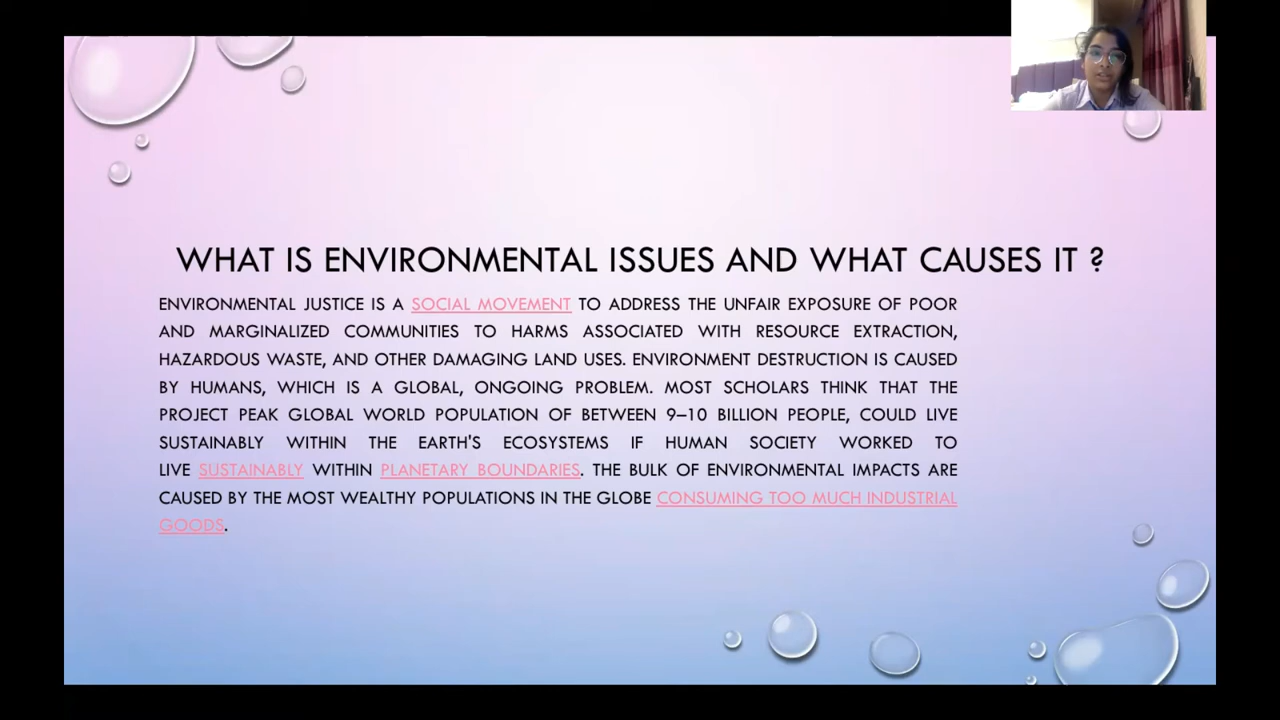 WHAT IS ENVIRONMENTAL ISSUES AND WHAT CAUSES IT ?
ENVIRONMENTAL JUSTICE IS A SOCIAL MOVEMENT TO ADDRESS THE UNFAIR EXPOSURE OF POOR
AND MARGINALIZED COMMUNITIES TO HARMS ASSOCIATED WITH RESOURCE EXTRACTION,
HAZARDOUS WASTE, AND OTHER DAMAGING LAND USES. ENVIRONMENT DESTRUCTION IS CAUSED
BY HUMANS, WHICH IS A GLOBAL, ONGOING PROBLEM. MOST SCHOLARS THINK THAT THE
PROJECT PEAK GLOBAL WORLD POPULATION OF BETWEEN 9–10 BILLION PEOPLE, COULD LIVE
SUSTAINABLY WITHIN THE EARTH'S ECOSYSTEMS IF HUMAN SOCIETY WORKED TO
LIVE SUSTAINABLY WITHIN PLANETARY BOUNDARIES. THE BULK OF ENVIRONMENTAL IMPACTS ARE
CAUSED BY THE MOST WEALTHY POPULATIONS IN THE GLOBE CONSUMING TOO MUCH INDUSTRIAL
GOODS.